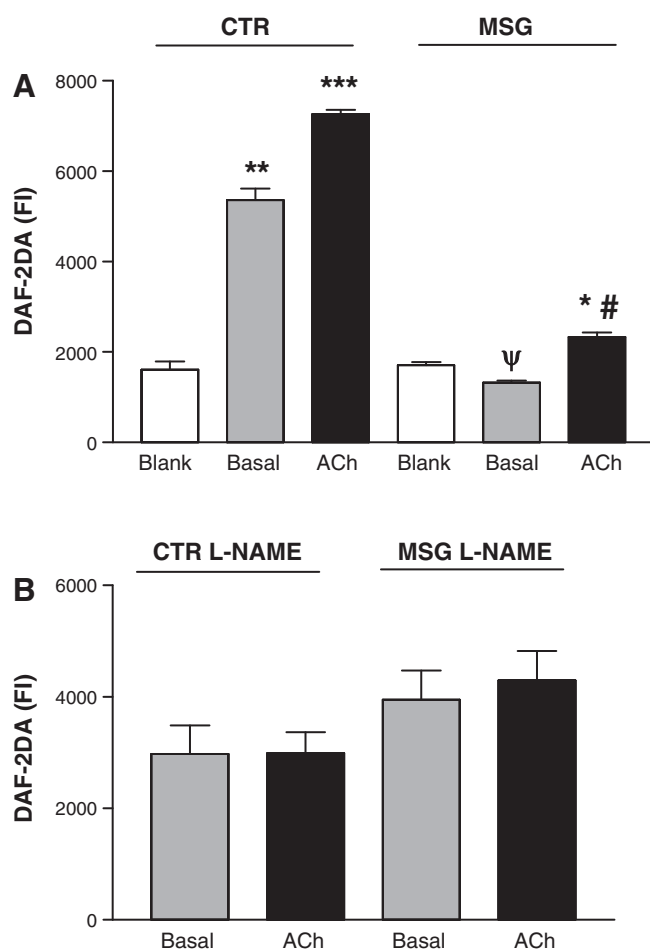 CTR MSG
A
8000
***
6000
**
4000
* #
2000
ψ
0
DAF-2DA (FI)
Blank Basal ACh Blank Basal ACh
CTR L-NAME MSG L-NAME
B
6000
4000
2000
0
DAF-2DA (FI)
Basal ACh Basal ACh